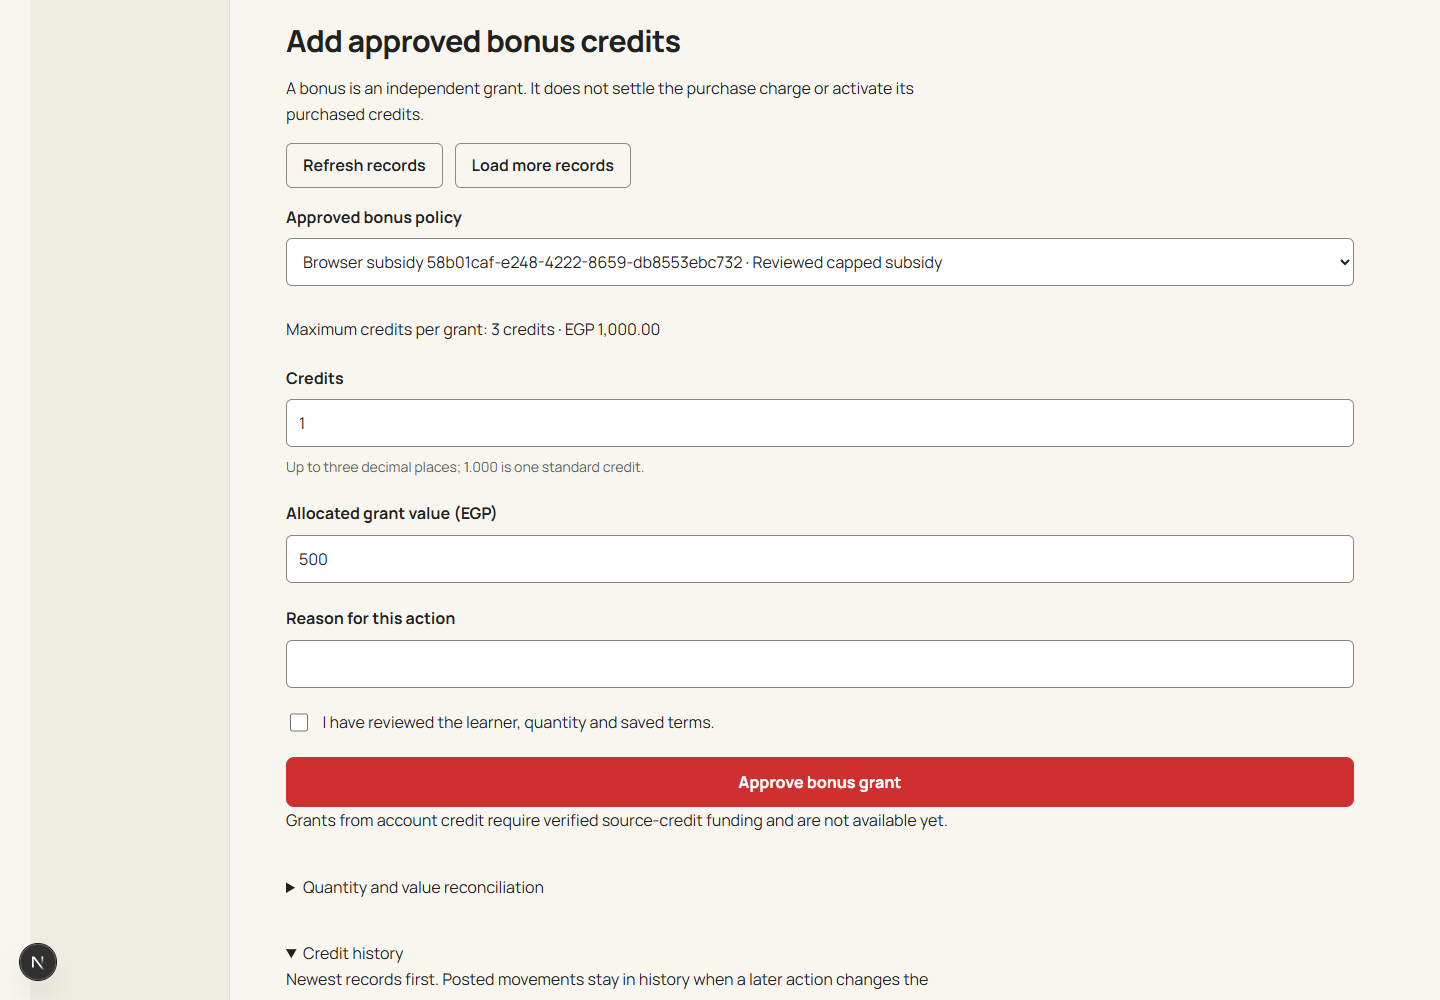 Add approved bonus credits
A bonus is an independent grant. It does not settle the purchase charge or activate its
purchased credits.
Refresh records
Load more records
Approved bonus policy
Browser subsidy 58b01caf-e248-4222-8659-db8553ebc732 · Reviewed capped subsidy
Maximum credits per grant: 3 credits · EGP 1,000.00
Credits
1
Up to three decimal places; 1.000 is one standard credit.
Allocated grant value (EGP)
500
Reason for this action
I have reviewed the learner, quantity and saved terms.
Approve bonus grant
Grants from account credit require verified source-credit funding and are not available yet.
Quantity and value reconciliation
Credit history
N
Newest records first. Posted movements stay in history when a later action changes the